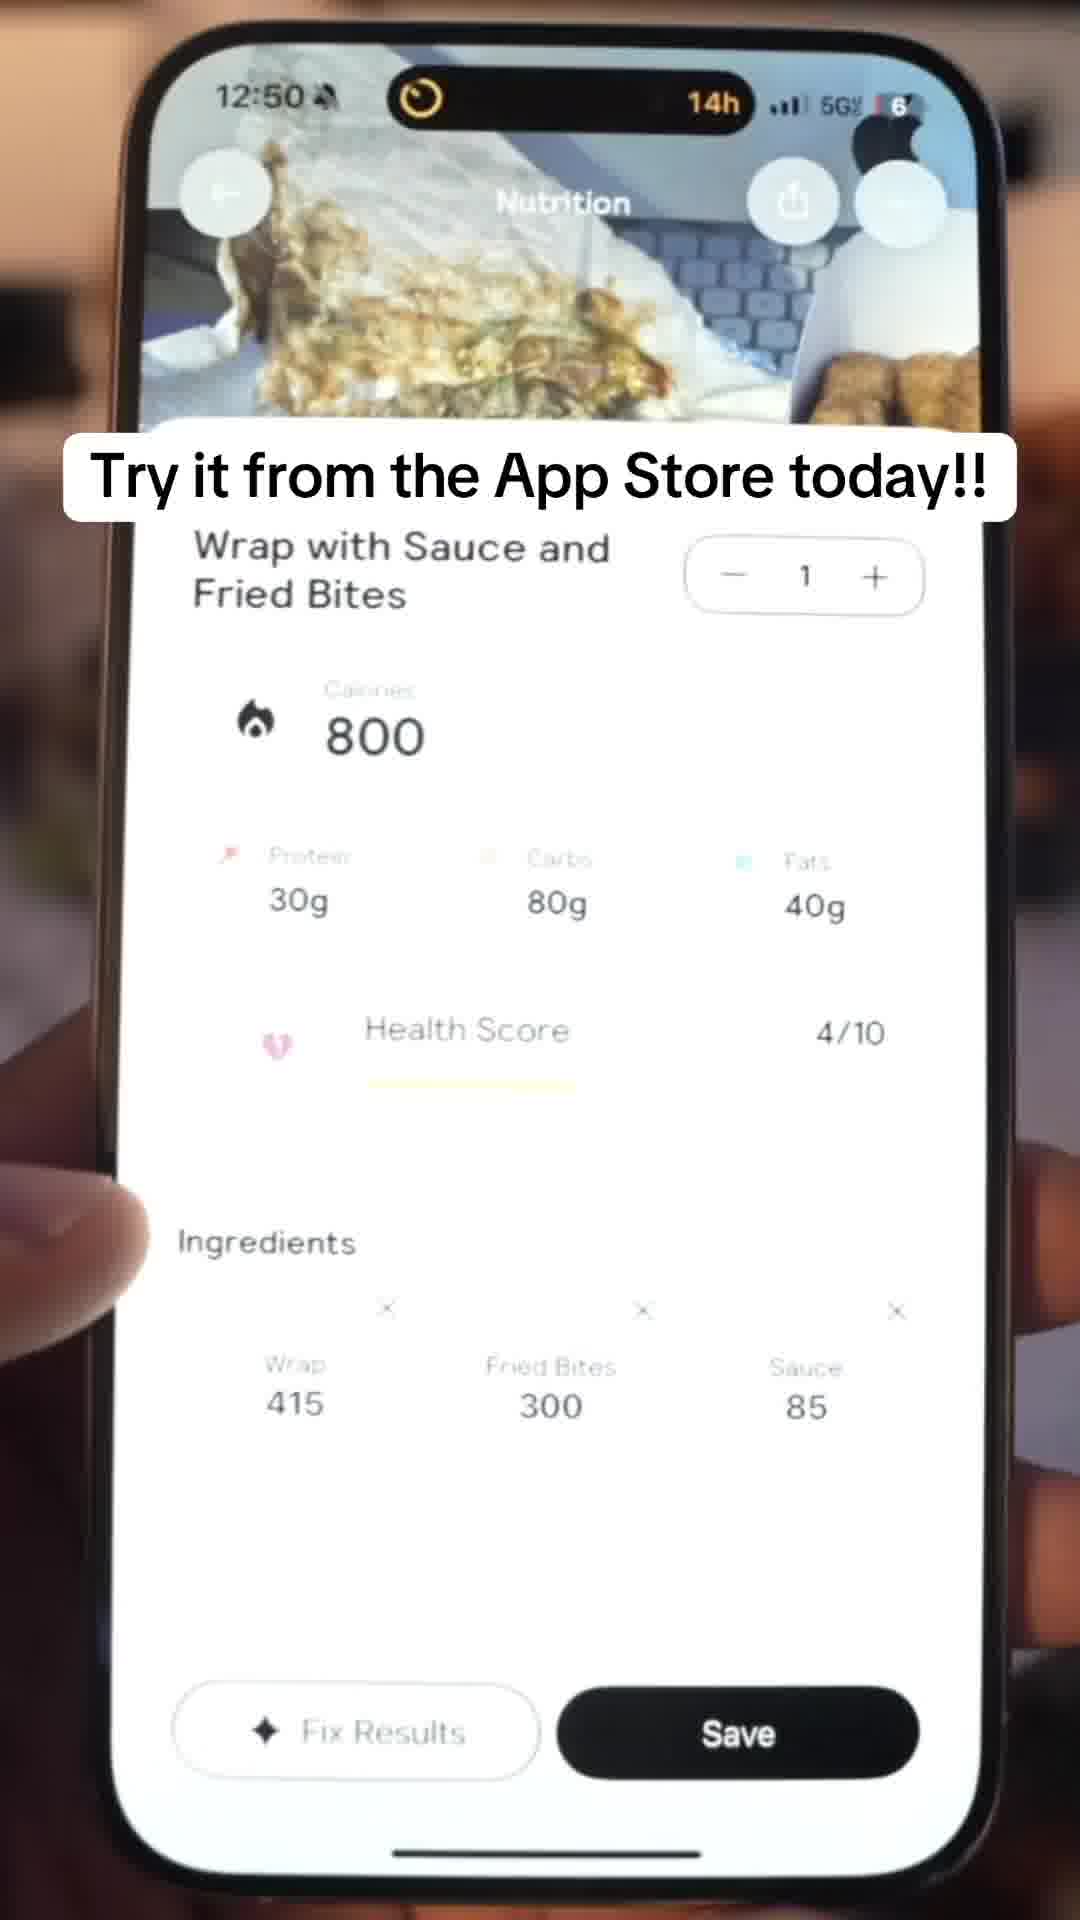 12:50
14h
5G
6
Nutrition
Try it from the App Store today!!
Wrap with Sauce and
Fried Bites
1
Calories
800
Protein
Carbs
Fats
30g
80g
40g
Health Score
4/10
Ingredients
Wrap
Fried Bites
Sauce
415
300
85
Fix Results
Save